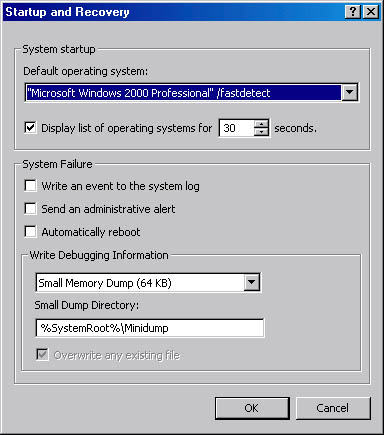 Startup and Recovery
System startup
Default operating system:
"Microsoft Windows 2000 Professional" /fastdetect
Display list of operating systems for 30 seconds.
System Failure
Write an event to the system log
Send an administrative alert
Automatically reboot
Write Debugging Information
Small Memory Dump (64 KB)
Small Dump Directory:
%SystemRoot%\Minidump
Overwrite any existing file
OK Cancel